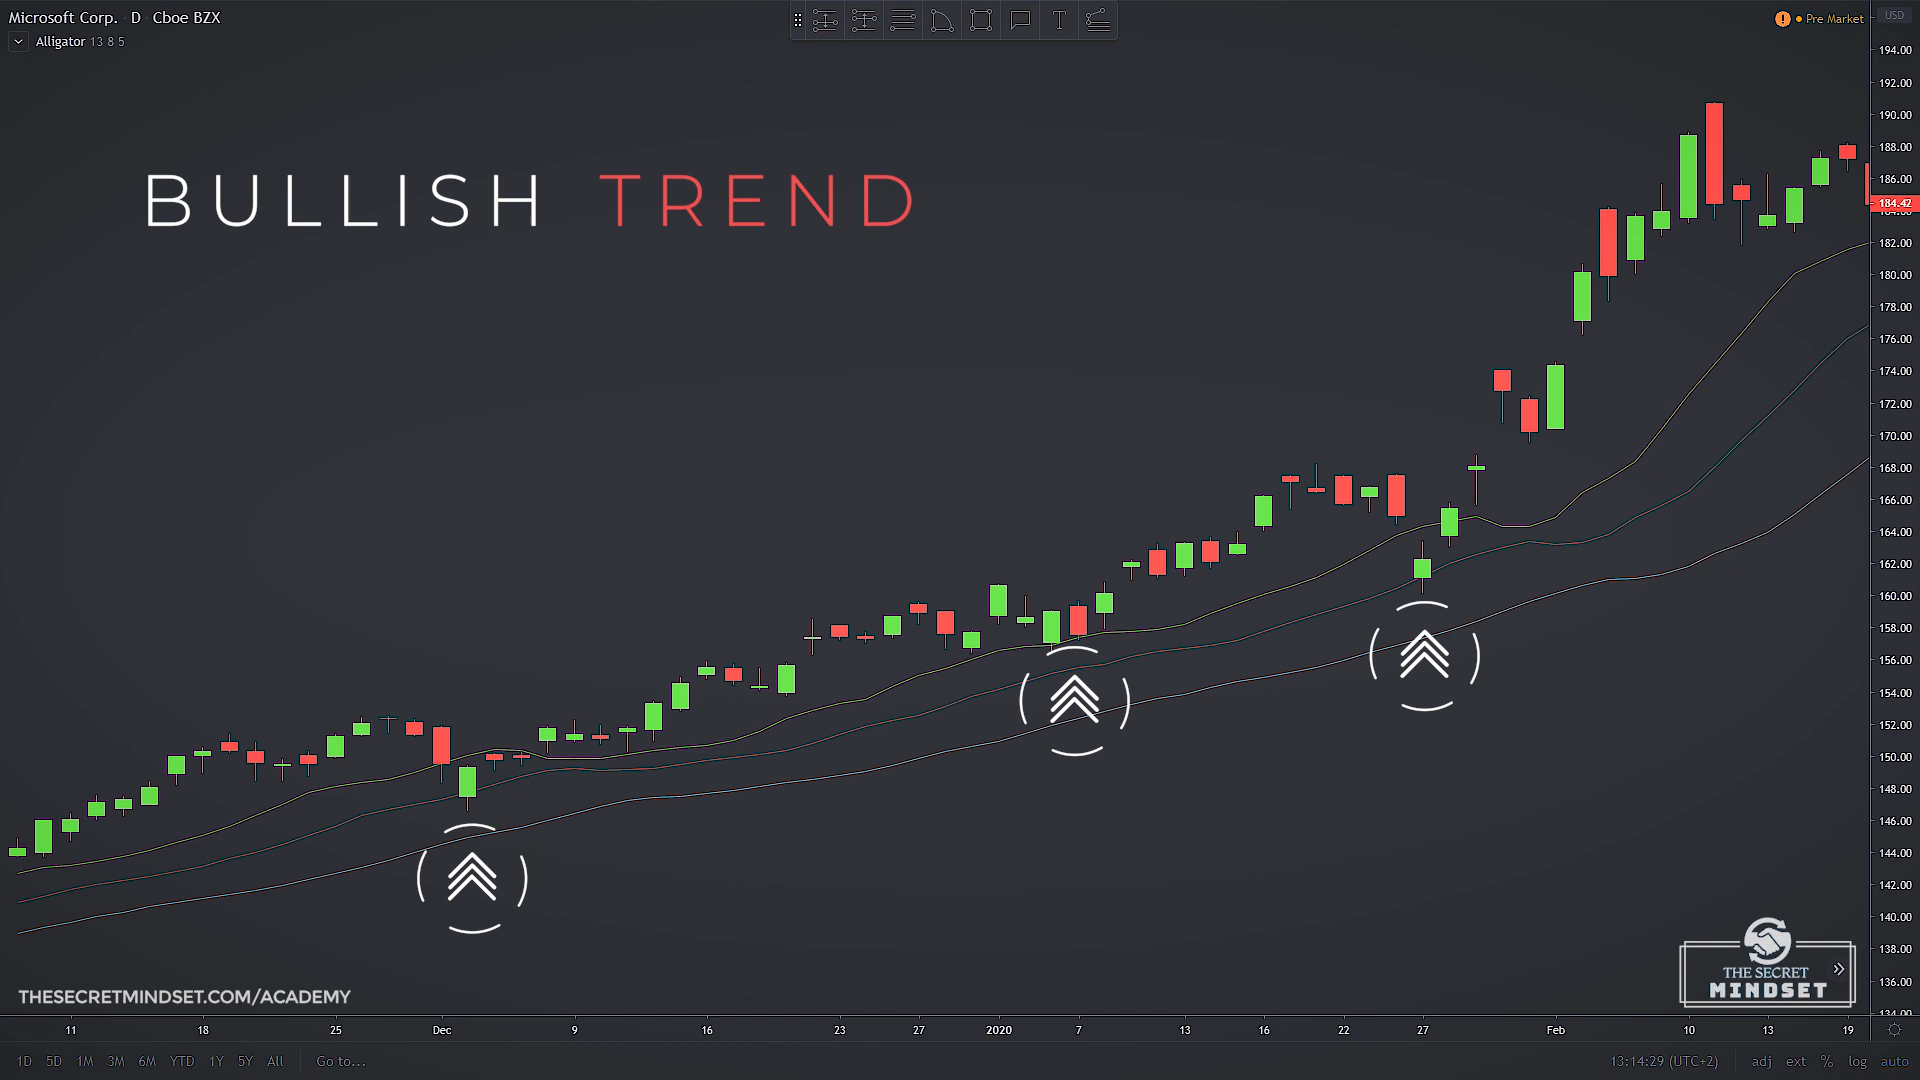 Microsoft Corp. D Cboe BZX
Alligator 13 8 5
T
Pre Market
USD
BULLISH TREND
194.00
192.00
190.00
188.00
186.00
184.42
184.00
182.00
180.00
178.00
176.00
174.00
172.00
170.00
168.00
166.00
164.00
162.00
160.00
158.00
156.00
154.00
152.00
150.00
148.00
146.00
144.00
142.00
140.00
138.00
136.00
134.00
THE SECRET
MINDSET
THESECRETMINDSET.COM/ACADEMY
11 18 25 Dec 9 16 23 27 2020 7 13 16 22 27 Feb 10 13 19
1D 5D 1M 3M 6M YTD 1Y 5Y All Go to... 13:14:29 (UTC+2) adj ext % log auto